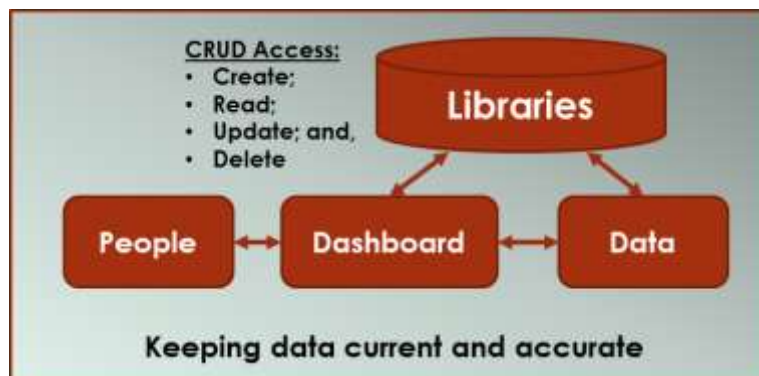 CRUD Access:
• Create;
• Read;
• Update; and,
• Delete
Libraries
People
Dashboard
Data
Keeping data current and accurate